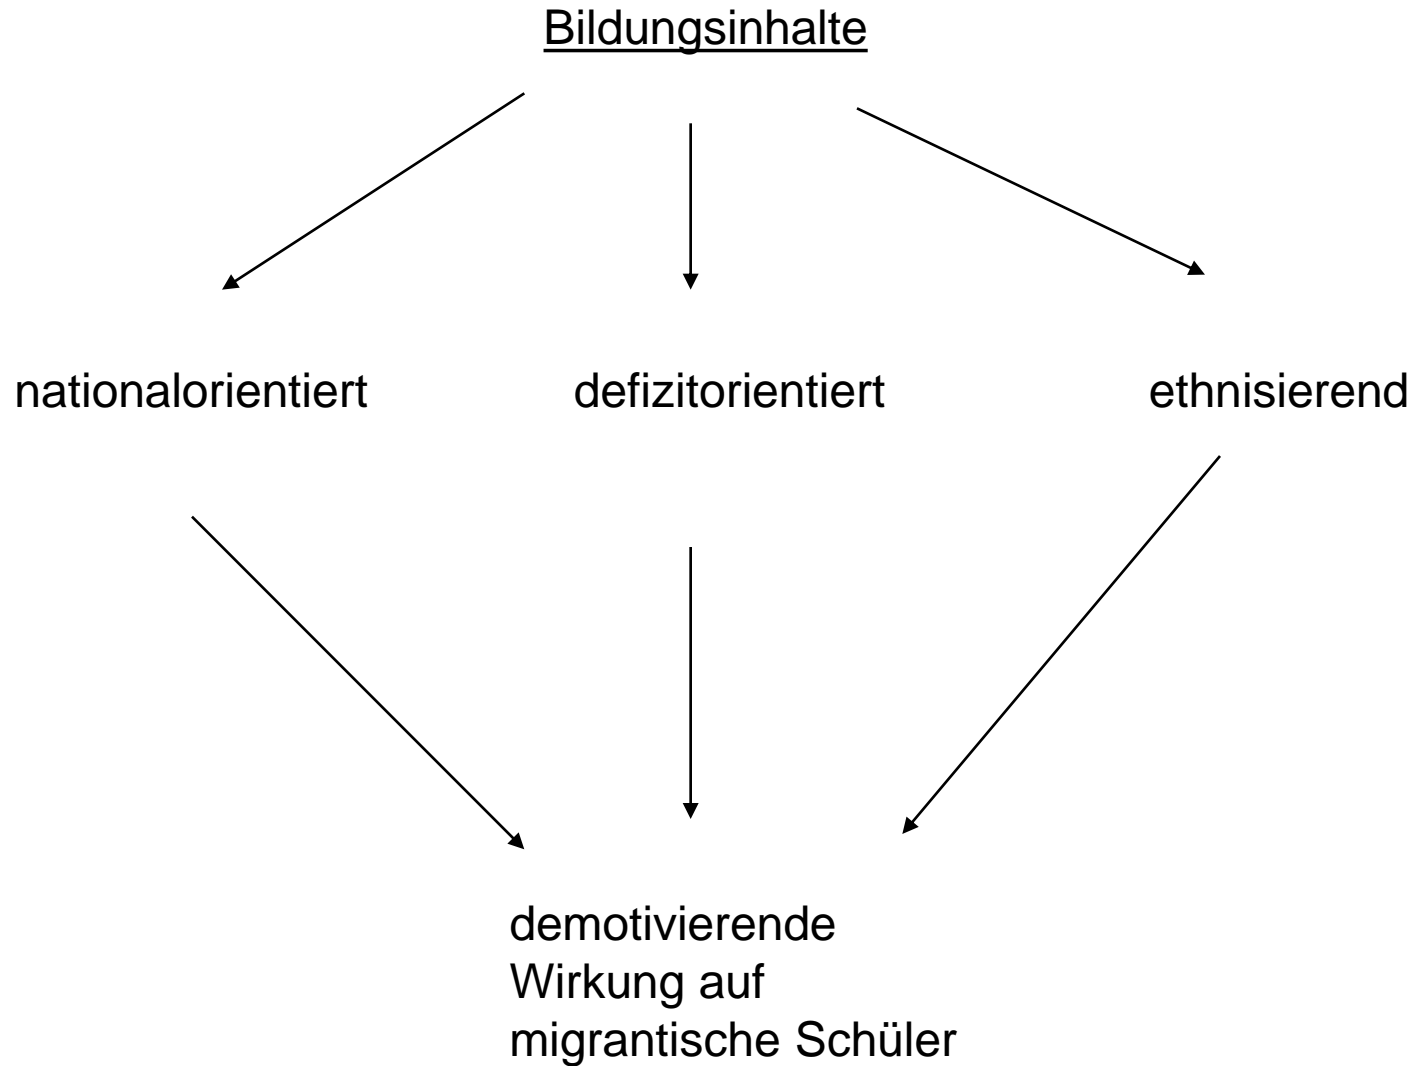 Bildungsinhalte
nationalorientiert defizitorientiert ethnisierend
demotivierende
Wirkung auf
migrantische Schüler